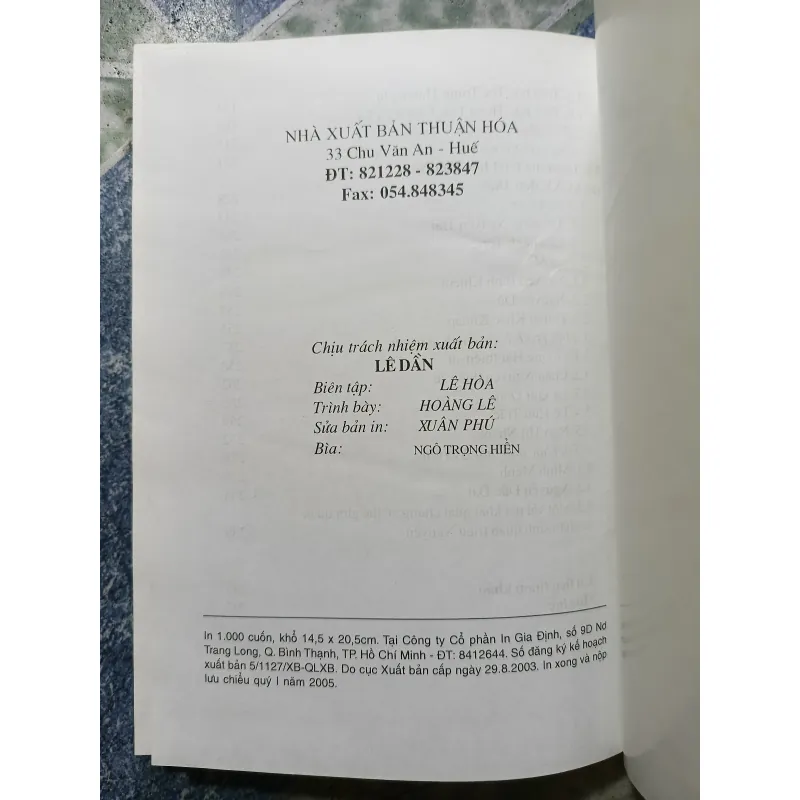 NHÀ XUẤT BẢN THUẬN HÓA
33 Chu Văn An - Huế
ĐT: 821228 - 823847
Fax: 054.848345
Chịu trách nhiệm xuất bản:
LÊ DẦN
Biên tập: LÊ HÒA
Trình bày: HOÀNG LÊ
Sửa bản in: XUÂN PHÚ
Bìa: NGÔ TRỌNG HIỂN
In 1.000 cuốn, khổ 14,5 x 20,5cm. Tại Công ty Cổ phần In Gia Định, số 9D Nơ
Trang Long, Q. Bình Thạnh, TP. Hồ Chí Minh - ĐT: 8412644. Số đăng ký kế hoạch
xuất bản 5/1127/XB-QLXB. Do cục Xuất bản cấp ngày 29.8.2003. In xong và nộp
lưu chiểu quý I năm 2005.